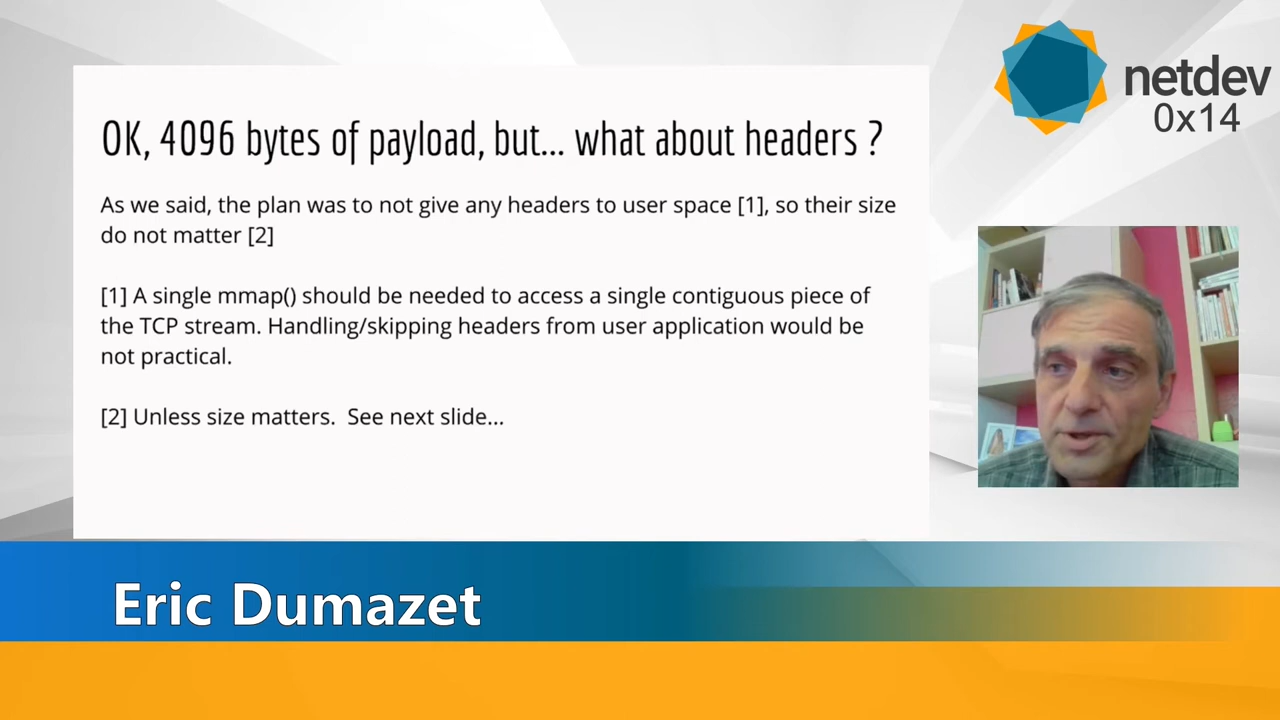 OK, 4096 bytes of payload, but... what about headers ?
As we said, the plan was to not give any headers to user space [1], so their size
do not matter [2]
[1] A single mmap() should be needed to access a single contiguous piece of
the TCP stream. Handling/skipping headers from user application would be
not practical.
[2] Unless size matters.  See next slide...
netdev
0x14
Eric Dumazet